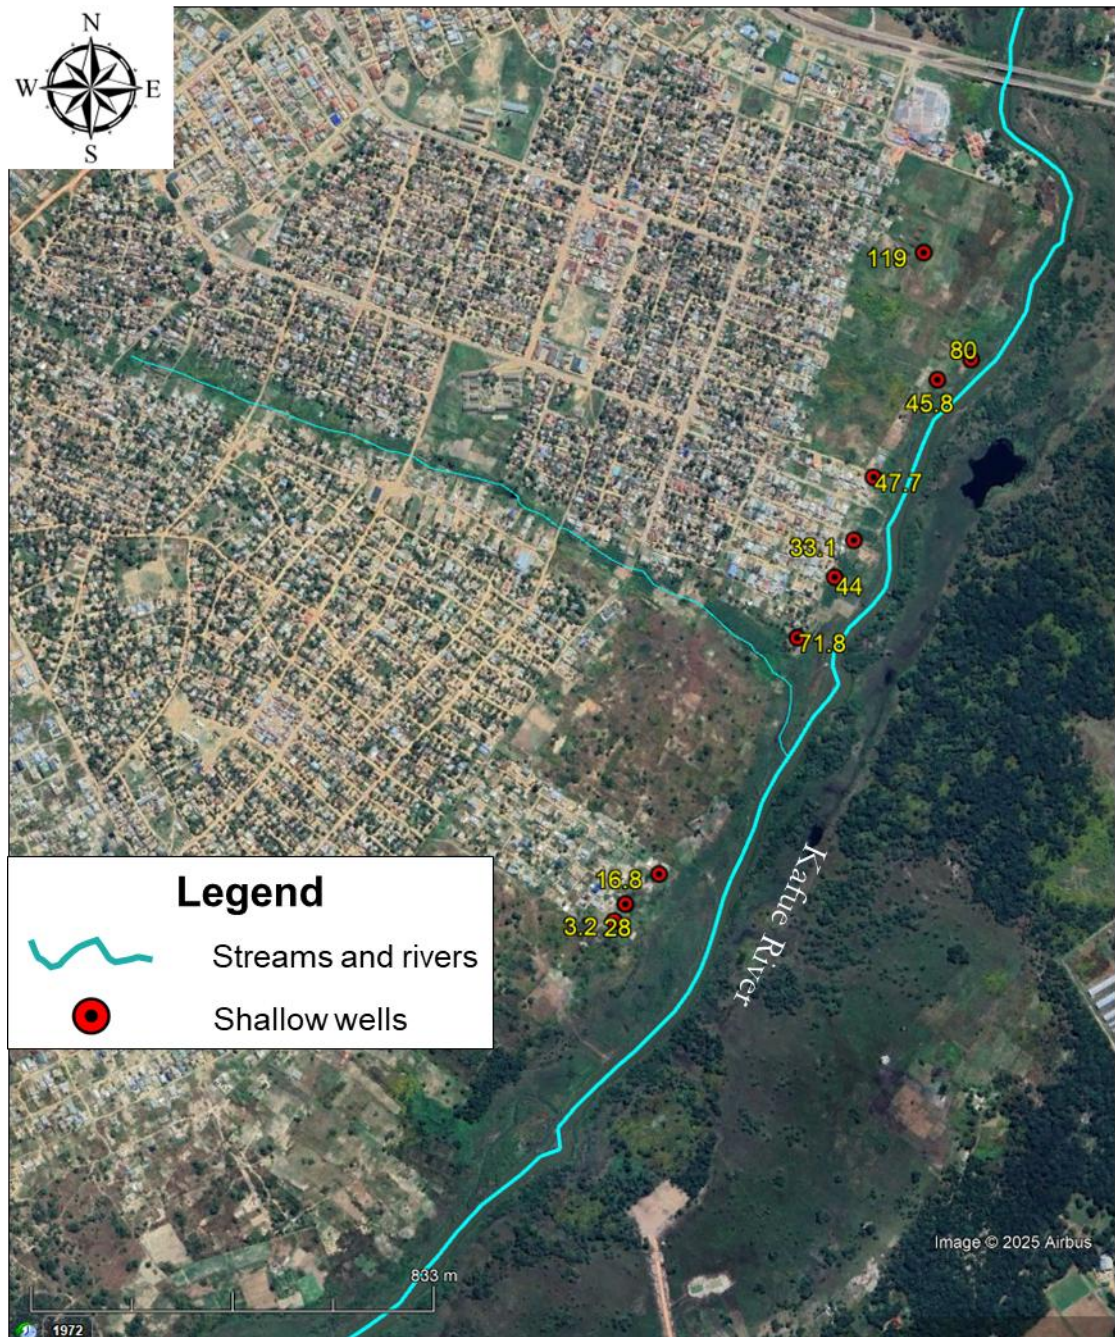 N
W E
S
119
80
45.8
47.7
33.1
44
71.8
16.8
3.2 28
Kafue River
Legend
Streams and rivers
Shallow wells
Image © 2025 Airbus
833 m
1972